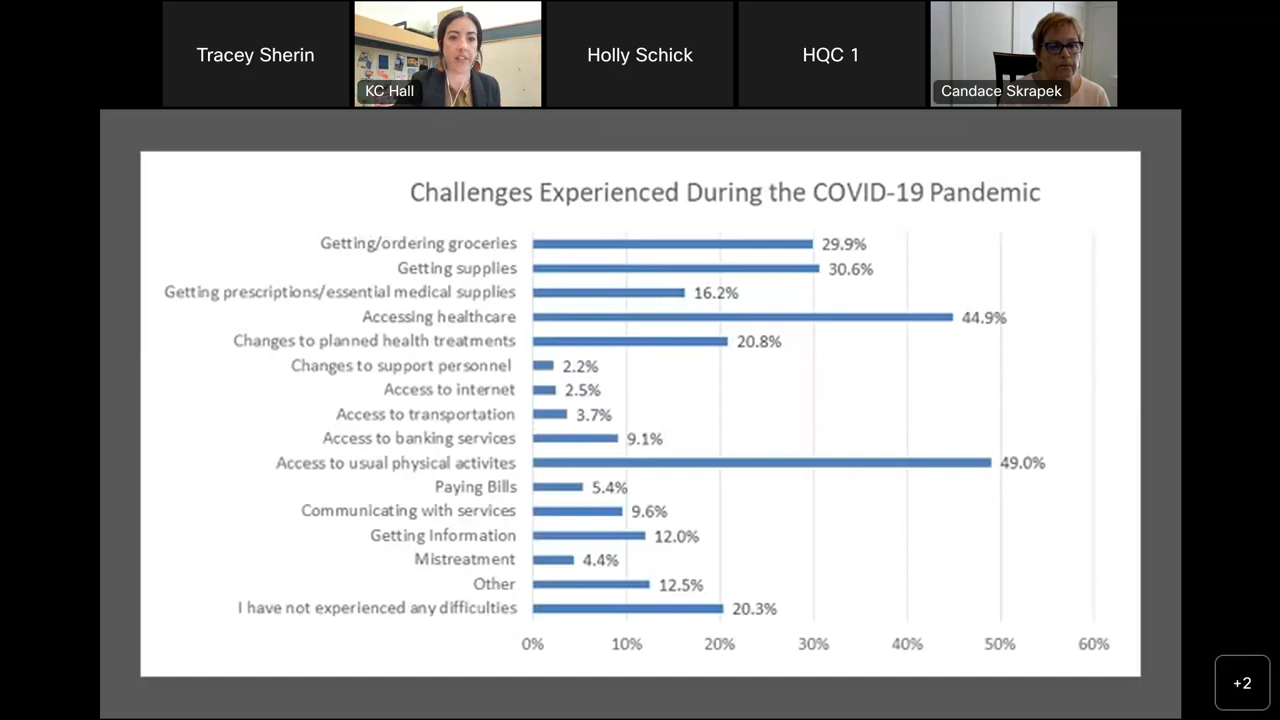 Tracey Sherin
KC Hall
Holly Schick
HQC 1
Candace Skrapek
Challenges Experienced During the COVID-19 Pandemic
Getting/ordering groceries 29.9%
Getting supplies 30.6%
Getting prescriptions/essential medical supplies 16.2%
Accessing healthcare 44.9%
Changes to planned health treatments 20.8%
Changes to support personnel 2.2%
Access to internet 2.5%
Access to transportation 3.7%
Access to banking services 9.1%
Access to usual physical activites 49.0%
Paying Bills 5.4%
Communicating with services 9.6%
Getting Information 12.0%
Mistreatment 4.4%
Other 12.5%
I have not experienced any difficulties 20.3%
0% 10% 20% 30% 40% 50% 60%
+2